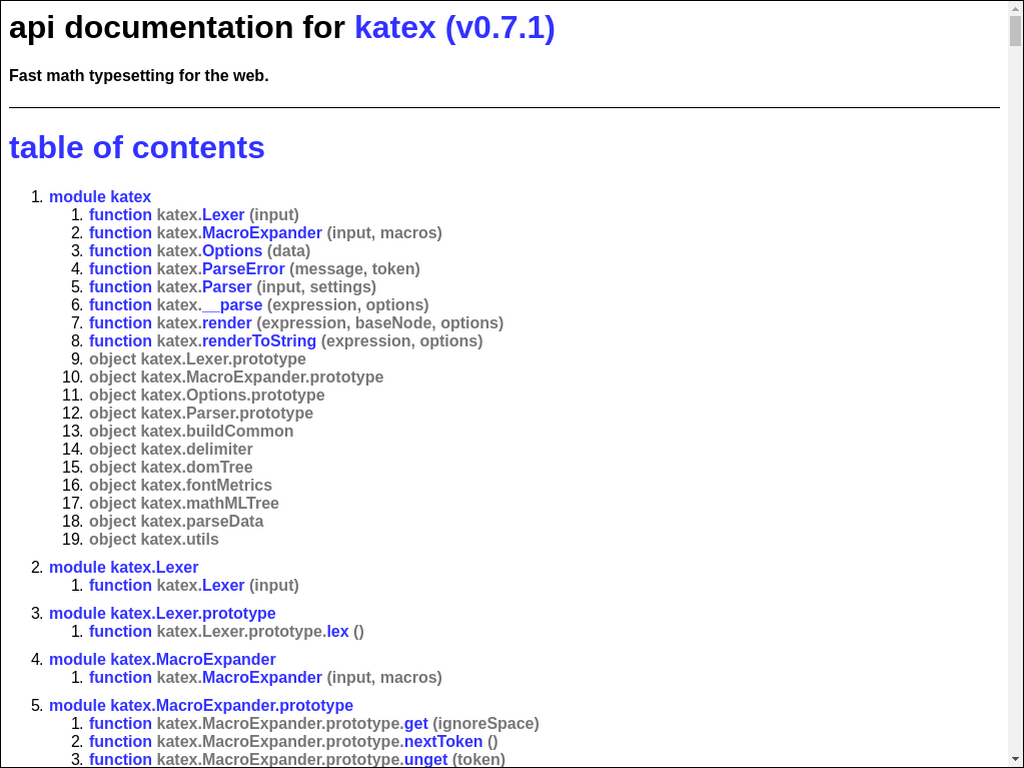 api documentation for katex (v0.7.1)
Fast math typesetting for the web.
table of contents
1. module katex
1. function katex.Lexer (input)
2. function katex.MacroExpander (input, macros)
3. function katex.Options (data)
4. function katex.ParseError (message, token)
5. function katex.Parser (input, settings)
6. function katex.__parse (expression, options)
7. function katex.render (expression, baseNode, options)
8. function katex.renderToString (expression, options)
9. object katex.Lexer.prototype
10. object katex.MacroExpander.prototype
11. object katex.Options.prototype
12. object katex.Parser.prototype
13. object katex.buildCommon
14. object katex.delimiter
15. object katex.domTree
16. object katex.fontMetrics
17. object katex.mathMLTree
18. object katex.parseData
19. object katex.utils
2. module katex.Lexer
1. function katex.Lexer (input)
3. module katex.Lexer.prototype
1. function katex.Lexer.prototype.lex ()
4. module katex.MacroExpander
1. function katex.MacroExpander (input, macros)
5. module katex.MacroExpander.prototype
1. function katex.MacroExpander.prototype.get (ignoreSpace)
2. function katex.MacroExpander.prototype.nextToken ()
3. function katex.MacroExpander.prototype.unget (token)